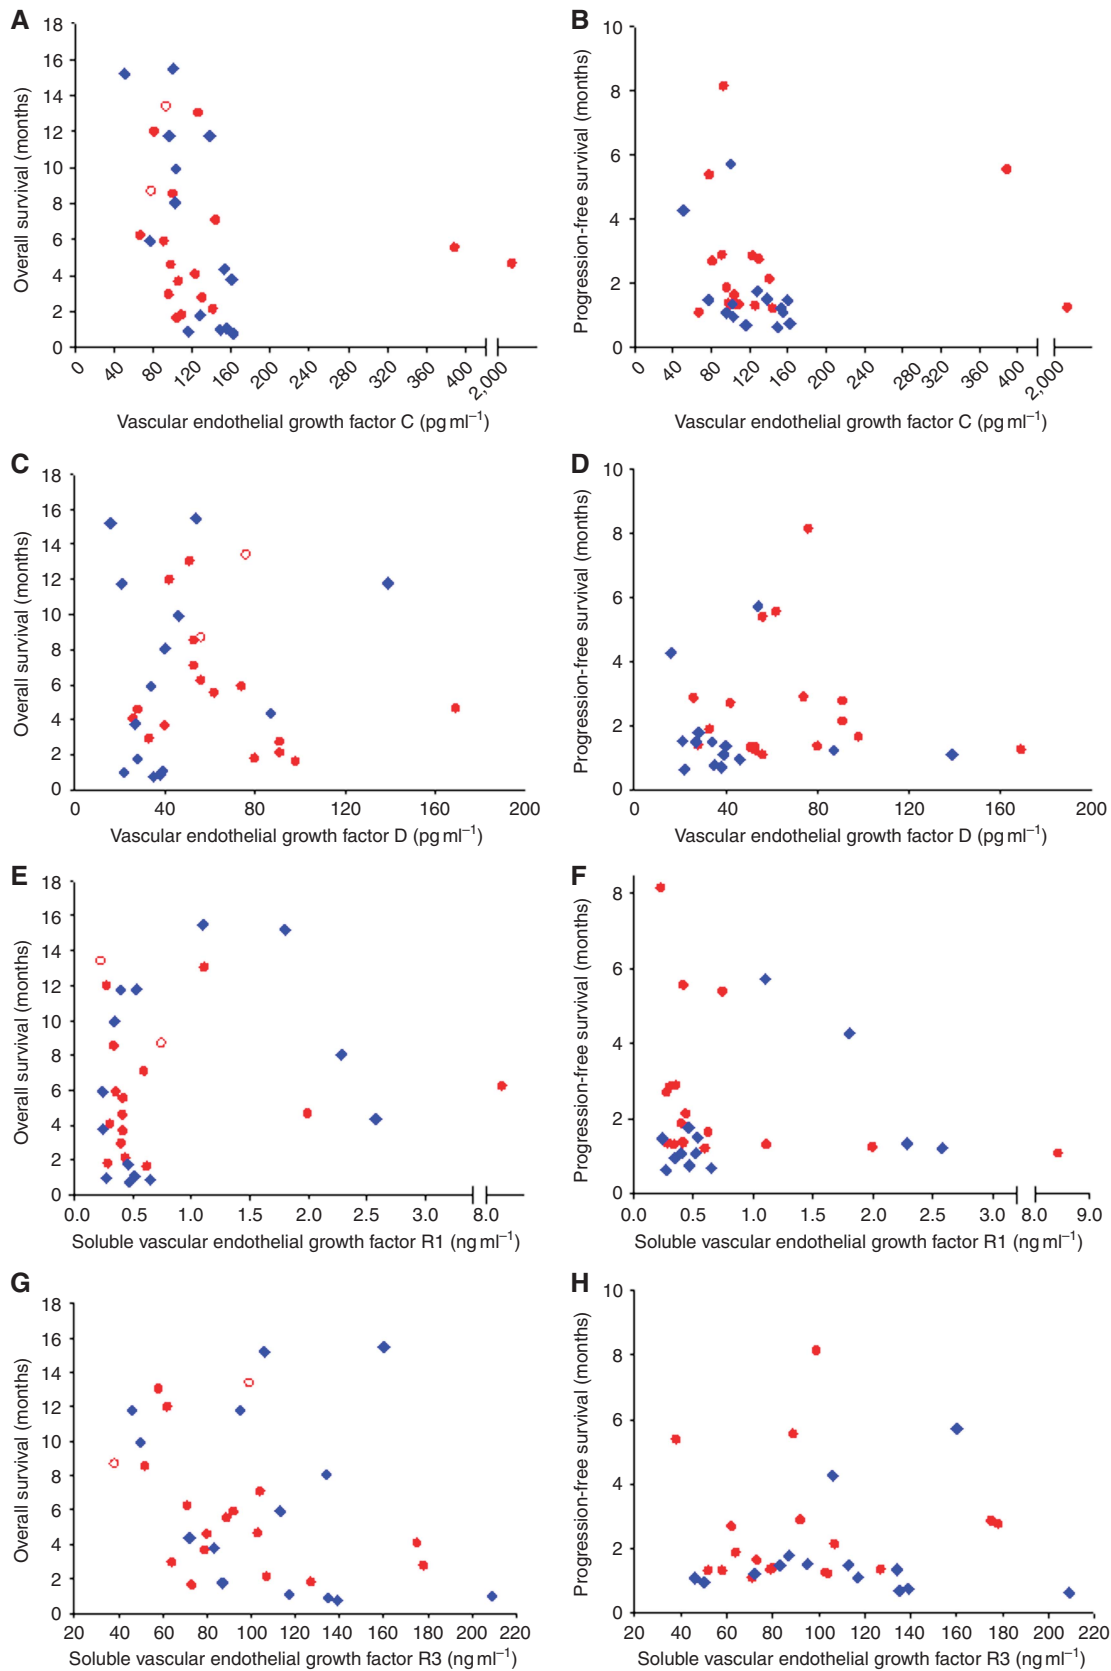 A
18
16
14
12
10
8
6
4
2
0
Overall survival (months)
0 40 80 120 160 200 240 280 320 360 400 2,000
Vascular endothelial growth factor C (pg ml–1)
B
10
8
6
4
2
0
Progression-free survival (months)
0 40 80 120 160 200 240 280 320 360 400 2,000
Vascular endothelial growth factor C (pg ml–1)
C
18
16
14
12
10
8
6
4
2
0
Overall survival (months)
0 40 80 120 160 200
Vascular endothelial growth factor D (pg ml–1)
D
10
8
6
4
2
0
Progression-free survival (months)
0 40 80 120 160 200
Vascular endothelial growth factor D (pg ml–1)
E
18
16
14
12
10
8
6
4
2
0
Overall survival (months)
0.0 0.5 1.0 1.5 2.0 2.5 3.0 8.0
Soluble vascular endothelial growth factor R1 (ng ml–1)
F
8
6
4
2
0
Progression-free survival (months)
0.0 0.5 1.0 1.5 2.0 2.5 3.0 8.0 9.0
Soluble vascular endothelial growth factor R1 (ng ml–1)
G
18
16
14
12
10
8
6
4
2
0
Overall survival (months)
20 40 60 80 100 120 140 160 180 200 220
Soluble vascular endothelial growth factor R3 (ng ml–1)
H
10
8
6
4
2
0
Progression-free survival (months)
20 40 60 80 100 120 140 160 180 200 220
Soluble vascular endothelial growth factor R3 (ng ml–1)